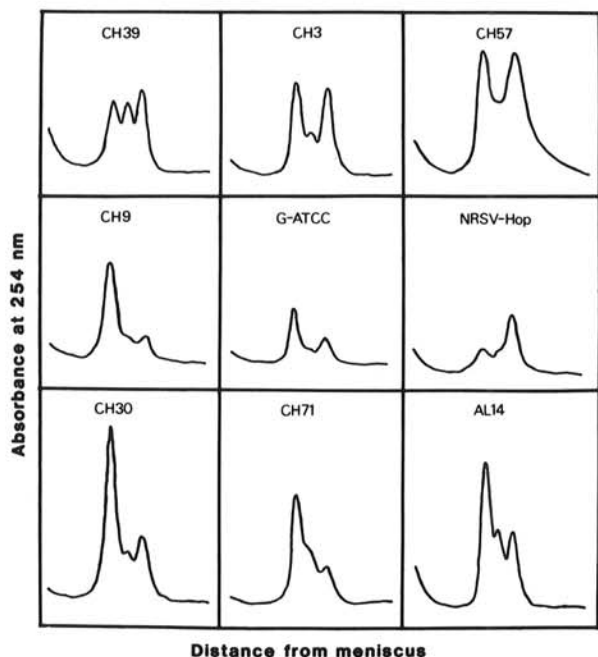 CH39
CH3
CH57
CH9
G-ATCC
NRSV-Hop
CH30
CH71
AL14
Absorbance at 254 nm
Distance from meniscus